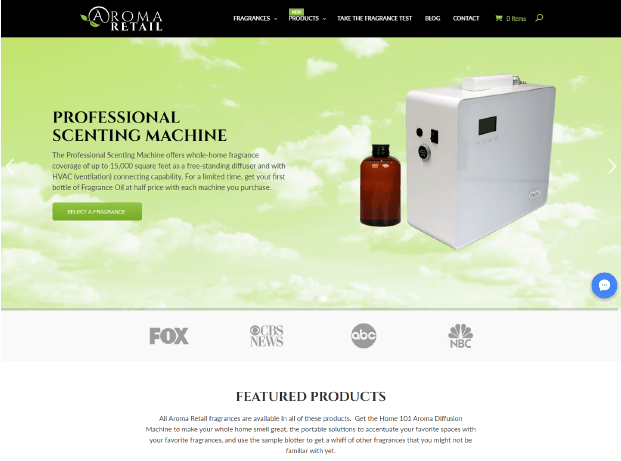 AROMA
RETAIL
FRAGRANCES
NEW
PRODUCTS
TAKE THE FRAGRANCE TEST
BLOG
CONTACT
0 Items
PROFESSIONAL
SCENTING MACHINE
The Professional Scenting Machine offers whole-home fragrance
coverage of up to 15,000 square feet as a free-standing diffuser and with
HVAC (ventilation) connecting capability. For a limited time, get your first
bottle of Fragrance Oil at half price with each machine you purchase.
SELECT A FRAGRANCE
FOX
CBS
NEWS
abc
NBC
FEATURED PRODUCTS
All Aroma Retail fragrances are available in all of these products. Get the Home 101 Aroma Diffusion
Machine to make your whole home smell great, the portable solutions to accentuate your favorite spaces with
your favorite fragrances, and use the sample blotter to get a whiff of other fragrances that you might not be
familiar with yet.